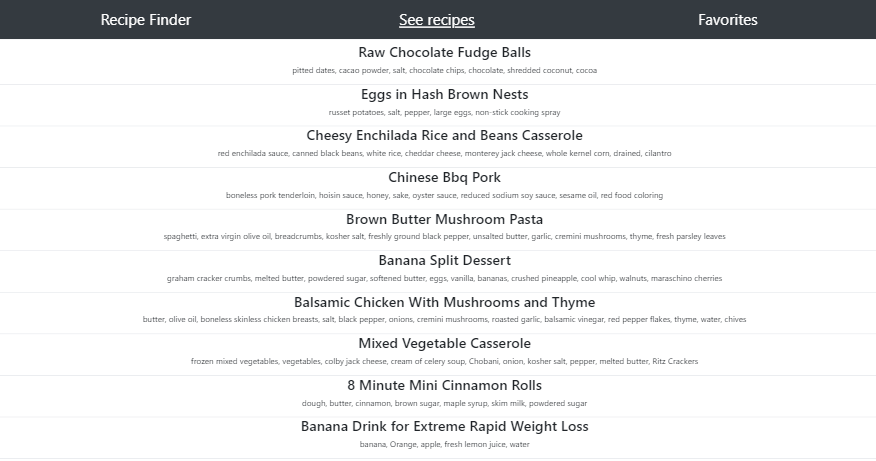 Recipe Finder See recipes Favorites
Raw Chocolate Fudge Balls
pitted dates, cacao powder, salt, chocolate chips, chocolate, shredded coconut, cocoa
Eggs in Hash Brown Nests
russet potatoes, salt, pepper, large eggs, non-stick cooking spray
Cheesy Enchilada Rice and Beans Casserole
red enchilada sauce, canned black beans, white rice, cheddar cheese, monterey jack cheese, whole kernel corn, drained, cilantro
Chinese Bbq Pork
boneless pork tenderloin, hoisin sauce, honey, sake, oyster sauce, reduced sodium soy sauce, sesame oil, red food coloring
Brown Butter Mushroom Pasta
spaghetti, extra virgin olive oil, breadcrumbs, kosher salt, freshly ground black pepper, unsalted butter, garlic, cremini mushrooms, thyme, fresh parsley leaves
Banana Split Dessert
graham cracker crumbs, melted butter, powdered sugar, softened butter, eggs, vanilla, bananas, crushed pineapple, cool whip, walnuts, maraschino cherries
Balsamic Chicken With Mushrooms and Thyme
butter, olive oil, boneless skinless chicken breasts, salt, black pepper, onions, cremini mushrooms, roasted garlic, balsamic vinegar, red pepper flakes, thyme, water, chives
Mixed Vegetable Casserole
frozen mixed vegetables, vegetables, colby jack cheese, cream of celery soup, Chobani, onion, kosher salt, pepper, melted butter, Ritz Crackers
8 Minute Mini Cinnamon Rolls
dough, butter, cinnamon, brown sugar, maple syrup, skim milk, powdered sugar
Banana Drink for Extreme Rapid Weight Loss
banana, Orange, apple, fresh lemon juice, water